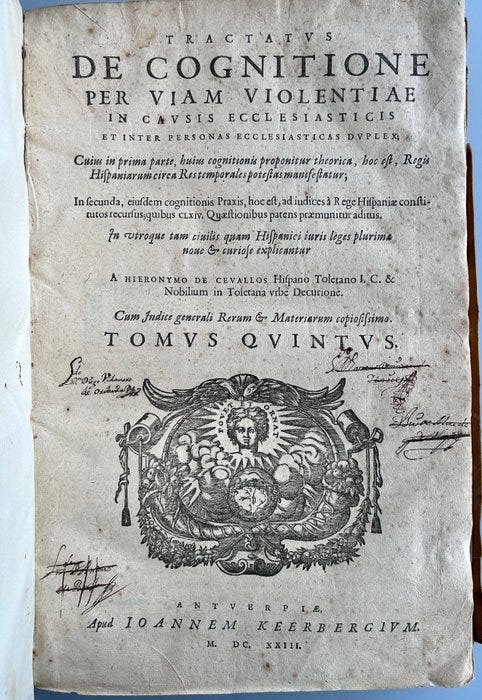 TRACTATVS
DE COGNITIONE
PER VIAM VIOLENTIAE
IN CAVSIS ECCLESIASTICIS
ET INTER PERSONAS ECCLESIASTICAS DVPLEX;
Cuius in prima parte, huius cognitionis proponitur theorica, hoc est, Regis
Hispaniarum circa Res temporales potestas manifestatur;
In secunda, eiusdem cognitionis Praxis, hoc est, ad iudices à Rege Hispaniæ consti-
tutos recursus; quibus CLXIV. Quæstionibus patens præmunitur aditus.
In vtroque tam ciuilis quam Hispanici iuris leges plurimæ
noue & curiose explicantur
A HIERONYMO DE CEVALLOS Hispano Toletano I. C. &
Nobilium in Toletana vrbe Decurione.
Cum Indice generali Rerum & Materiarum copiosissimo.
TOMVS QVINTVS.
FOVET ORNAT
ANTVERPIÆ,
Apud IOANNEM KEERBERGIVM.
M. DC. XXIII.